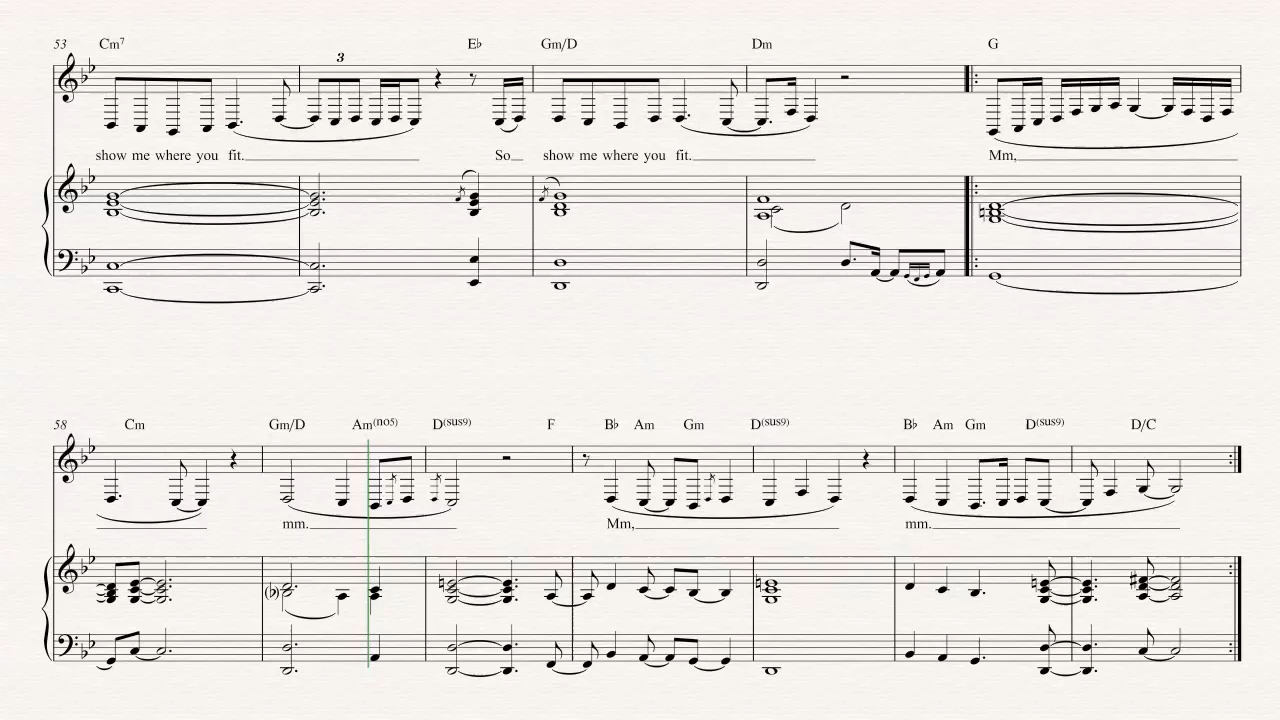 53 Cm7 E♭ Gm/D Dm G
3
show me where you fit. So show me where you fit. Mm,
58 Cm Gm/D Am(no5) D(sus9) F B♭ Am Gm D(sus9) B♭ Am Gm D(sus9) D/C
mm. Mm, mm.